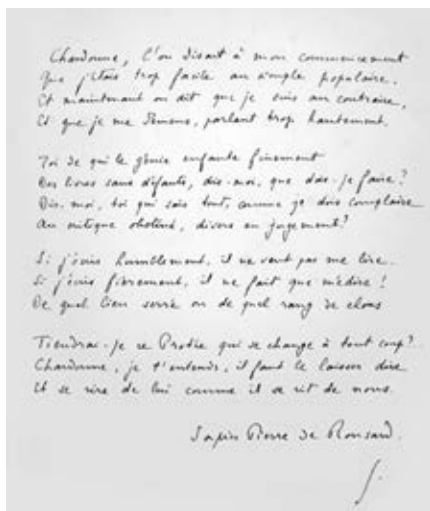 Chardonne, l'on disait à mon commencement
Que j'étais trop facile au simple populaire.
Et maintenant on dit que je suis au contraire,
Et que je me démens, parlant trop hautement.
Toi de qui le génie enfante finement
Des livres sans défauts, dis-moi, que dois-je faire ?
Dis-moi, toi qui sais tout, comme je dois complaire
Au critique obstiné, divers en jugement ?
Si j'écris humblement, il ne veut pas me lire
Si j'écris fièrement, il ne fait que médire !
De quel lien serré ou de quel rang de clous
Tiendrai-je ce Prothée qui se change à tout coup ?
Chardonne, je t'entends, il faut le laisser dire
Et se rire de lui comme il se rit de nous.
Pierre de Ronsard.